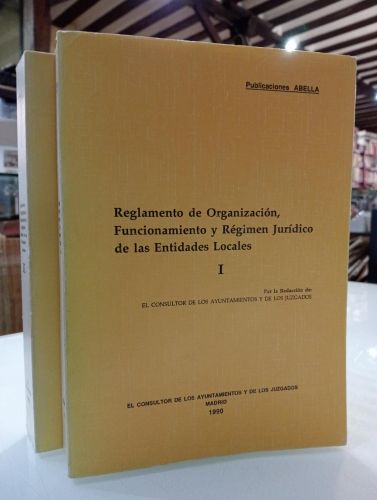 Publicaciones ABELLA
Reglamento de Organización,
Funcionamiento y Régimen Jurídico
de las Entidades Locales
I
Por la Redacción de:
EL CONSULTOR DE LOS AYUNTAMIENTOS Y DE LOS JUZGADOS
EL CONSULTOR DE LOS AYUNTAMIENTOS Y DE LOS JUZGADOS
MADRID
1990